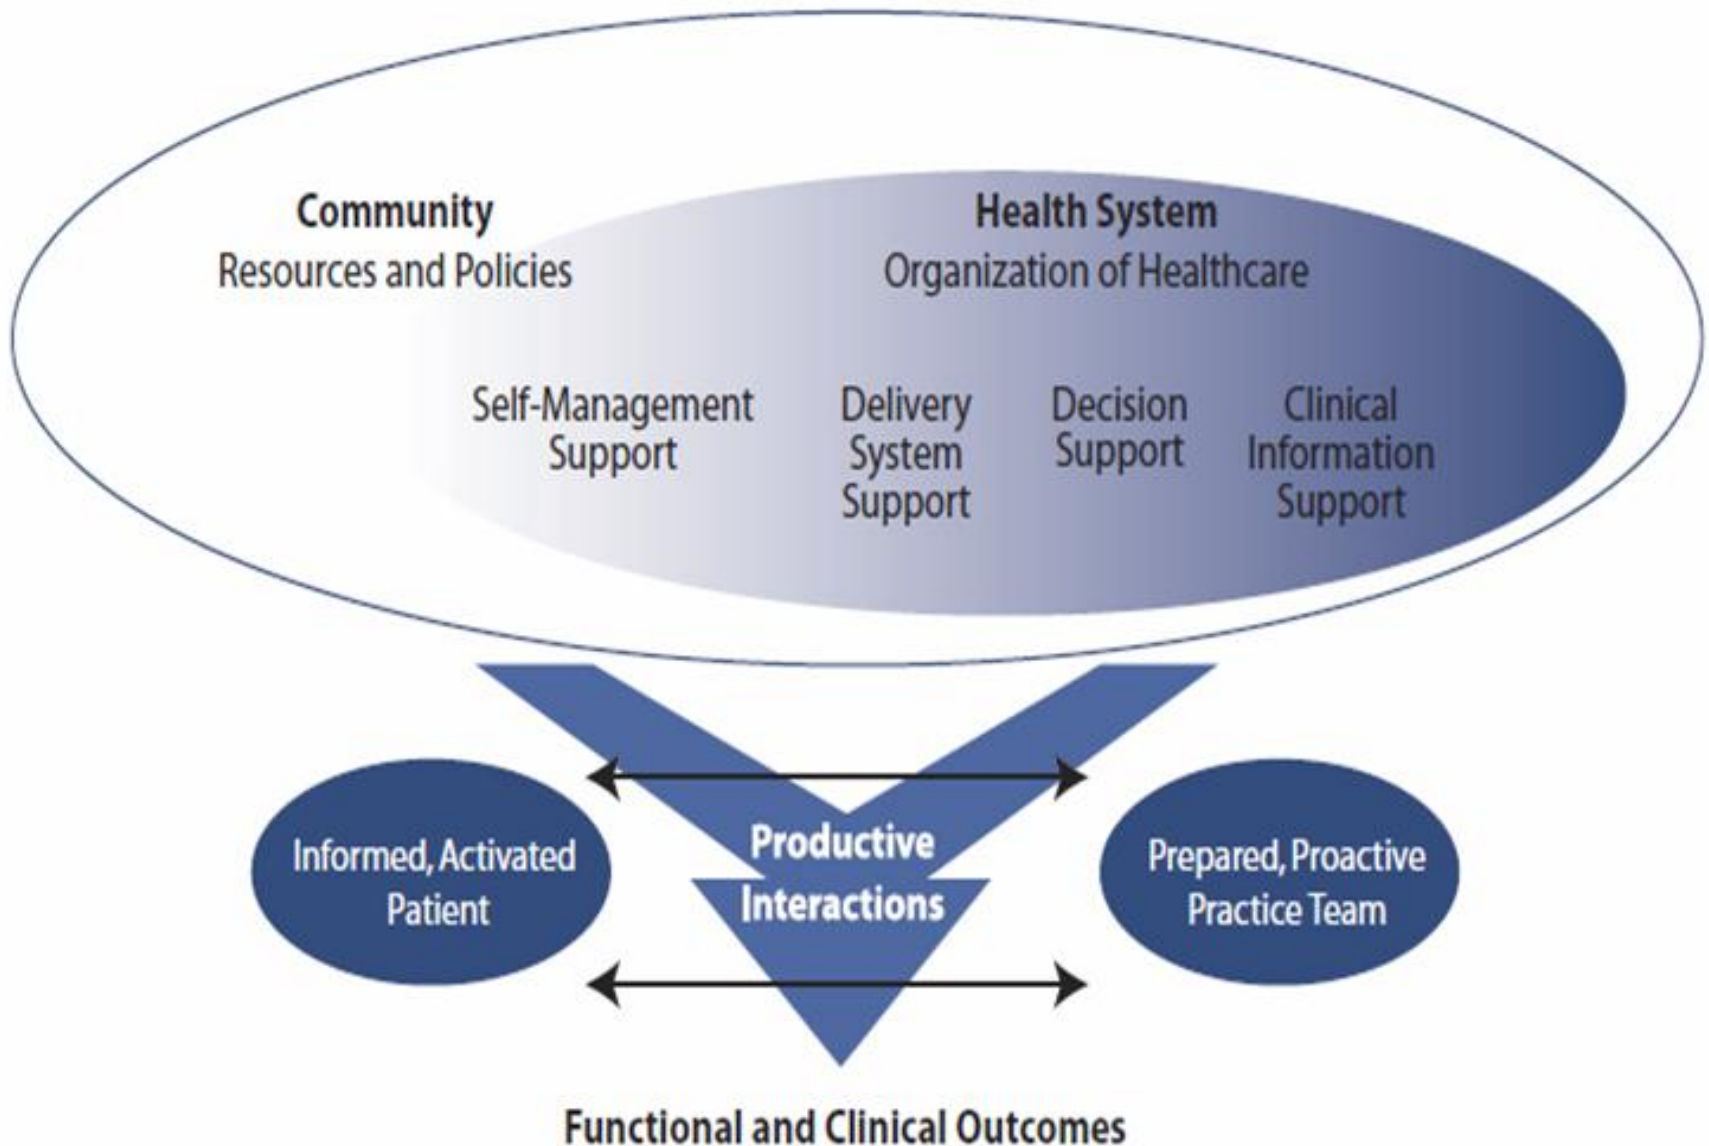 Community
Resources and Policies
Health System
Organization of Healthcare
Self-Management
Support
Delivery
System
Support
Decision
Support
Clinical
Information
Support
Informed, Activated
Patient
Productive
Interactions
Prepared, Proactive
Practice Team
Functional and Clinical Outcomes